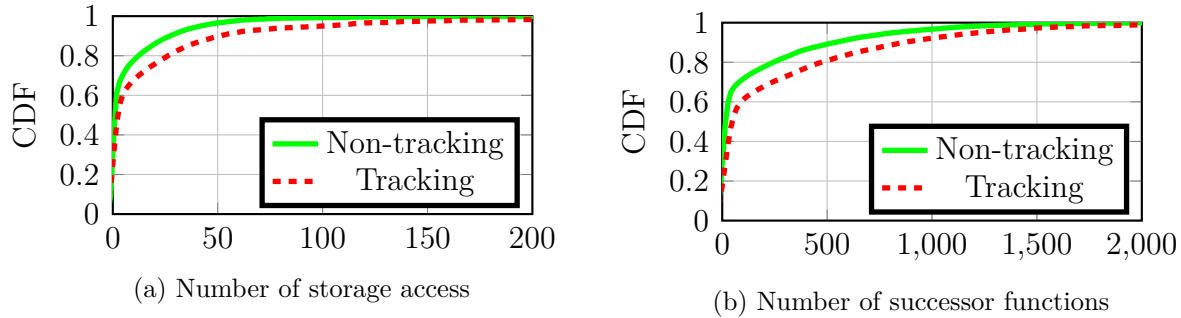 1
0.8
0.6
0.4
0.2
0
CDF
Non-tracking
Tracking
0 50 100 150 200
(a) Number of storage access
1
0.8
0.6
0.4
0.2
0
CDF
Non-tracking
Tracking
0 500 1,000 1,500 2,000
(b) Number of successor functions